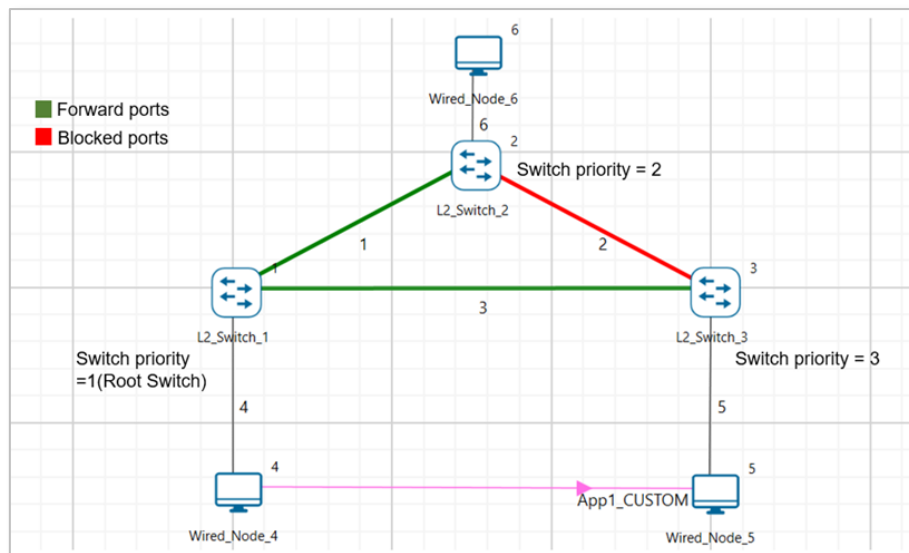 6
Wired_Node_6
Forward ports
Blocked ports
6
2
Switch priority = 2
L2_Switch_2
1
2
1
3
3
L2_Switch_1
L2_Switch_3
Switch priority
=1(Root Switch)
Switch priority = 3
4
5
4
5
App1_CUSTOM
Wired_Node_4
Wired_Node_5